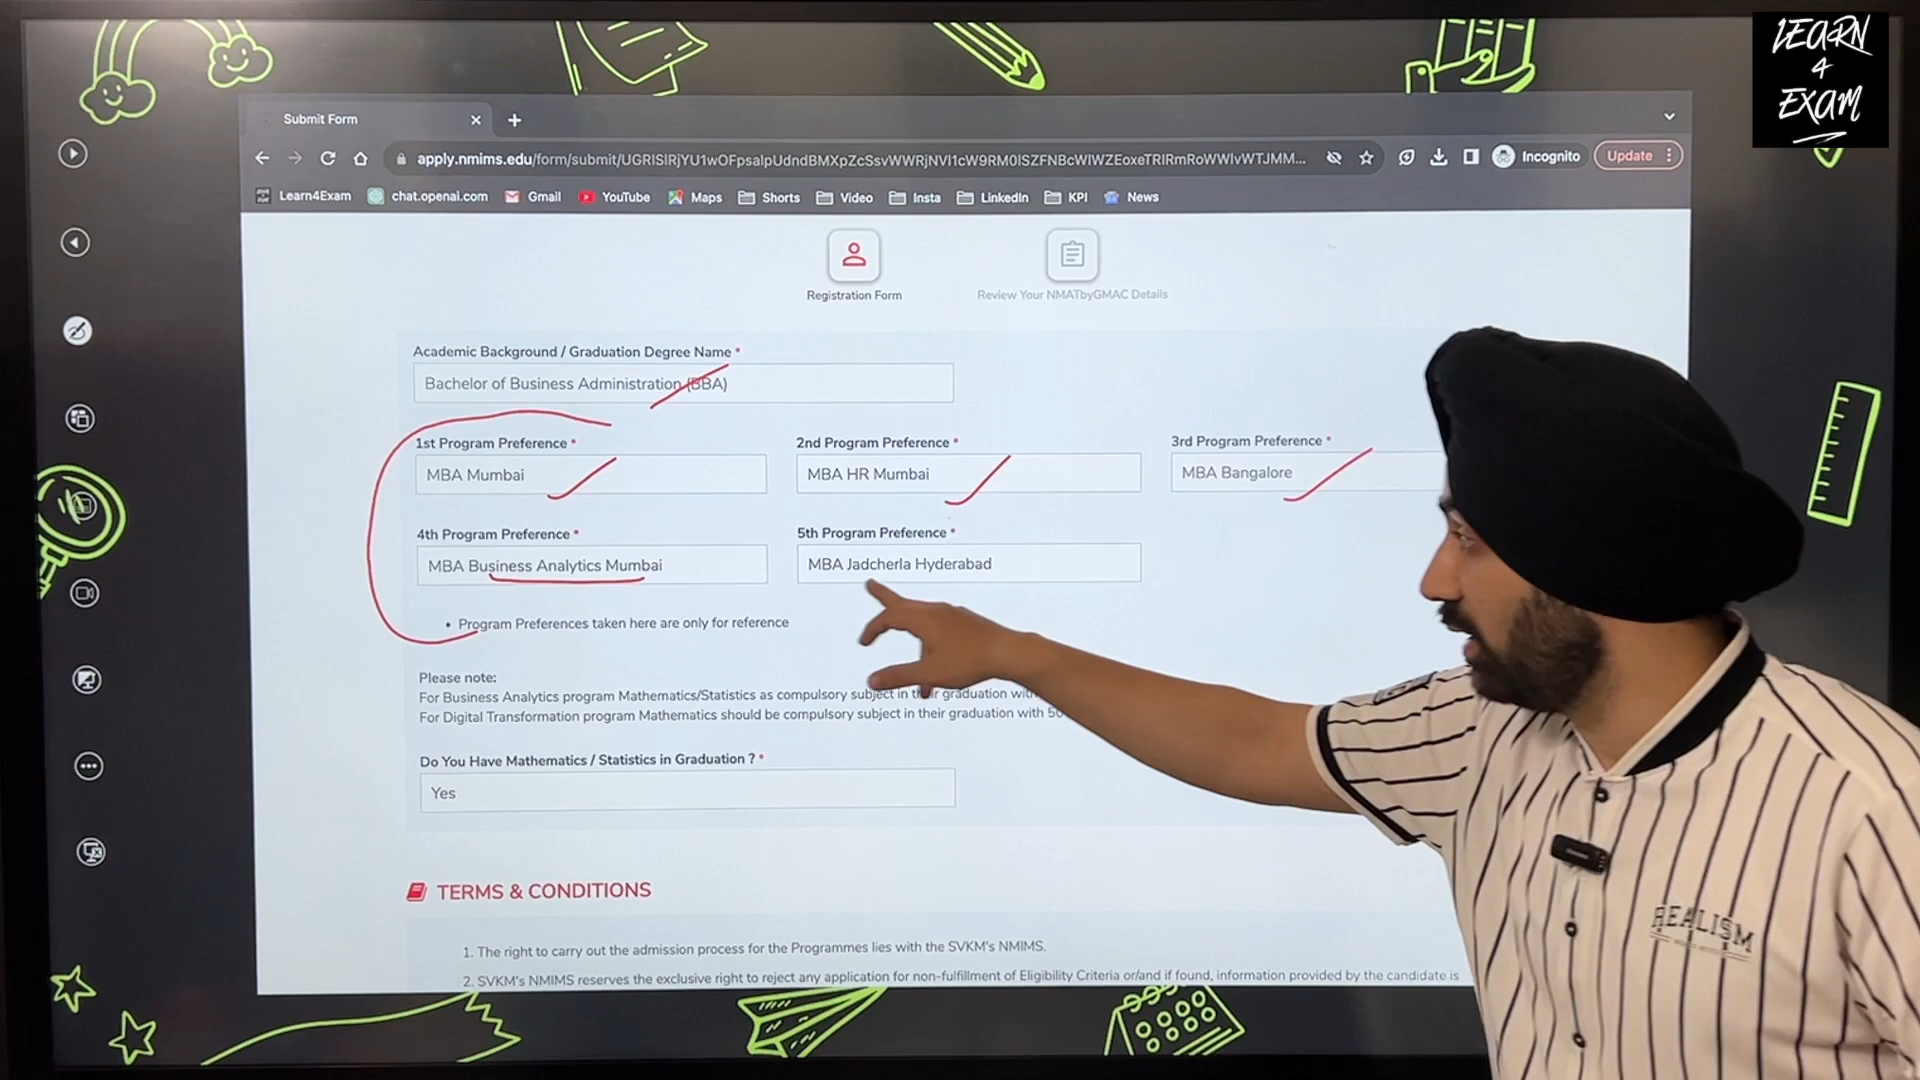 LEARN
4
EXAM
Submit Form
apply.nmims.edu/form/submit/
Incognito
Update
Learn4Exam
chat.openai.com
Gmail
YouTube
Maps
Shorts
Video
Insta
LinkedIn
KPI
News
Registration Form
Review Your NMATbyGMAC Details
Academic Background / Graduation Degree Name *
Bachelor of Business Administration (BBA)
1st Program Preference *
2nd Program Preference *
3rd Program Preference *
MBA Mumbai
MBA HR Mumbai
MBA Bangalore
4th Program Preference *
5th Program Preference *
MBA Business Analytics Mumbai
MBA Jadcherla Hyderabad
• Program Preferences taken here are only for reference
Please note:
For Business Analytics program Mathematics/Statistics as compulsory subject in their graduation with
For Digital Transformation program Mathematics should be compulsory subject in their graduation with 50
Do You Have Mathematics / Statistics in Graduation ? *
Yes
TERMS & CONDITIONS
1. The right to carry out the admission process for the Programmes lies with the SVKM's NMIMS.
2. SVKM's NMIMS reserves the exclusive right to reject any application for non-fulfillment of Eligibility Criteria or/and if found, information provided by the candidate is
REALISM